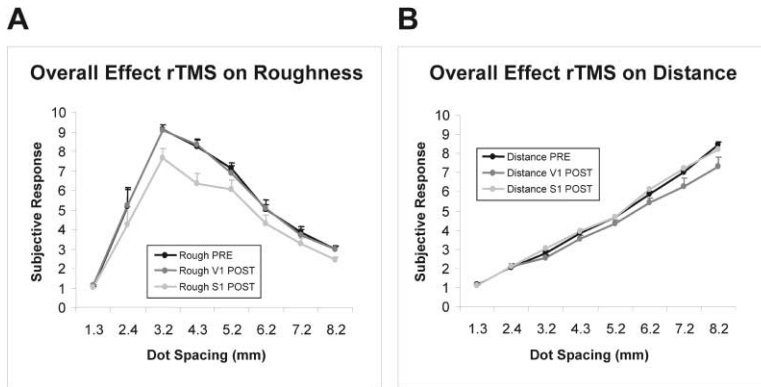 A
Overall Effect rTMS on Roughness
Subjective Response
10
9
8
7
6
5
4
3
2
1
0
Rough PRE
Rough V1 POST
Rough S1 POST
1.3 2.4 3.2 4.3 5.2 6.2 7.2 8.2
Dot Spacing (mm)
B
Overall Effect rTMS on Distance
Subjective Response
10
9
8
7
6
5
4
3
2
1
0
Distance PRE
Distance V1 POST
Distance S1 POST
1.3 2.4 3.2 4.3 5.2 6.2 7.2 8.2
Dot Spacing (mm)